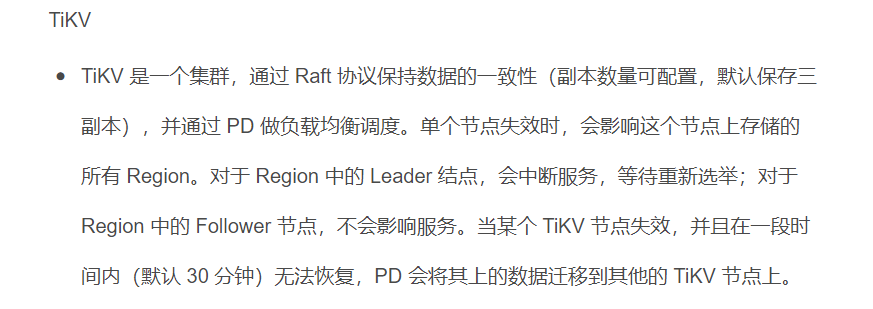 TiKV
• TiKV 是一个集群，通过 Raft 协议保持数据的一致性（副本数量可配置，默认保存三
副本），并通过 PD 做负载均衡调度。单个节点失效时，会影响这个节点上存储的
所有 Region。对于 Region 中的 Leader 结点，会中断服务，等待重新选举；对于
Region 中的 Follower 节点，不会影响服务。当某个 TiKV 节点失效，并且在一段时
间内（默认 30 分钟）无法恢复，PD 会将其上的数据迁移到其他的 TiKV 节点上。